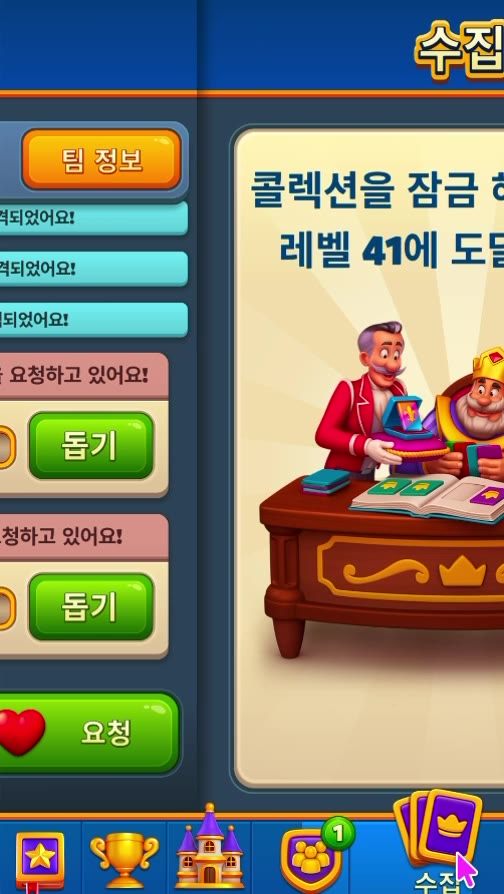 수집
팀 정보
격되었어요!
격되었어요!
되었어요!
요청하고 있어요!
돕기
청하고 있어요!
돕기
요청
콜렉션을 잠금
레벨 41에 도달
1
수집